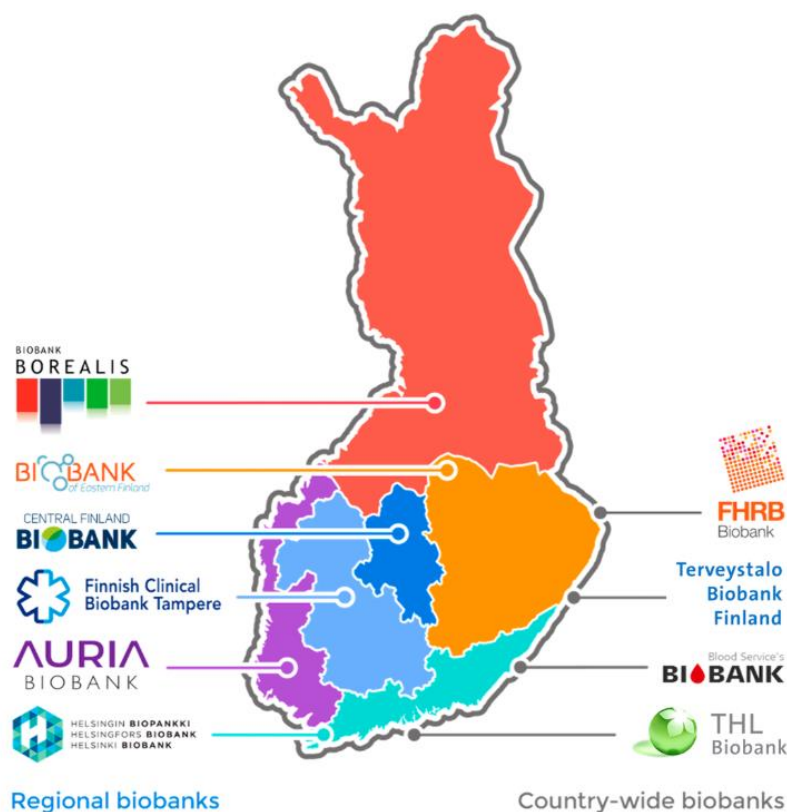 BIOBANK
BOREALIS
BIOBANK
of Eastern Finland
CENTRAL FINLAND
BIOBANK
Finnish Clinical
Biobank Tampere
AURIA
BIOBANK
HELSINGIN BIOPANKKI
HELSINGFORS BIOBANK
HELSINKI BIOBANK
Regional biobanks
FHRB
Biobank
Terveystalo
Biobank
Finland
Blood Service's
BIOBANK
THL
Biobank
Country-wide biobanks